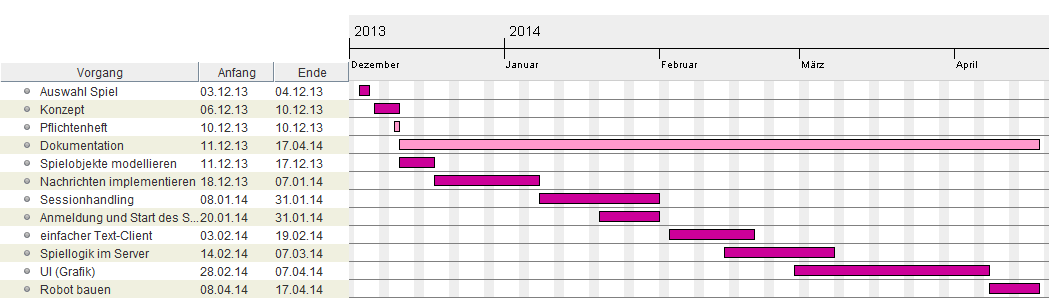 2013 2014
Dezember Januar Februar März April
Vorgang Anfang Ende
Auswahl Spiel 03.12.13 04.12.13
Konzept 06.12.13 10.12.13
Pflichtenheft 10.12.13 10.12.13
Dokumentation 11.12.13 17.04.14
Spielobjekte modellieren 11.12.13 17.12.13
Nachrichten implementieren 18.12.13 07.01.14
Sessionhandling 08.01.14 31.01.14
Anmeldung und Start des S... 20.01.14 31.01.14
einfacher Text-Client 03.02.14 19.02.14
Spiellogik im Server 14.02.14 07.03.14
UI (Grafik) 28.02.14 07.04.14
Robot bauen 08.04.14 17.04.14